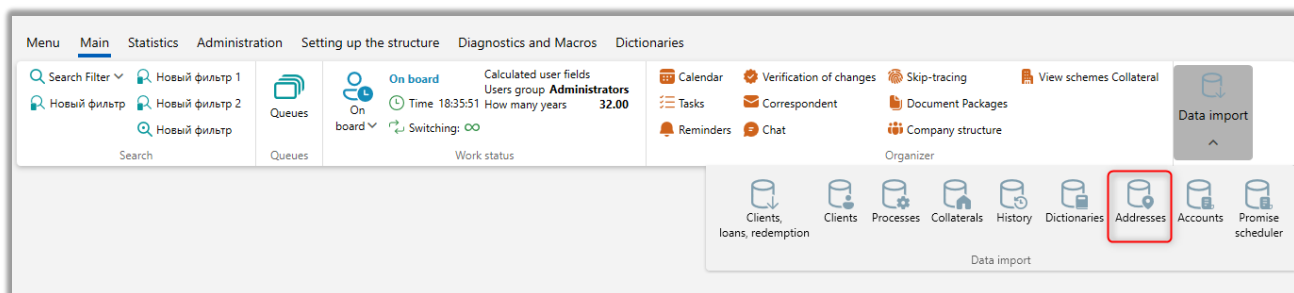 Menu Main Statistics Administration Setting up the structure Diagnostics and Macros Dictionaries
Search Filter
Новый фильтр 1
Новый фильтр
Новый фильтр 2
Новый фильтр
Search
Queues
Queues
On
board
On board
Time 18:35:51
Switching:
Calculated user fields
Users group Administrators
How many years 32.00
Work status
Calendar
Verification of changes
Skip-tracing
View schemes Collateral
Tasks
Correspondent
Document Packages
Reminders
Chat
Company structure
Organizer
Data import
Clients,
loans, redemption
Clients
Processes
Collaterals
History
Dictionaries
Addresses
Accounts
Promise
scheduler
Data import